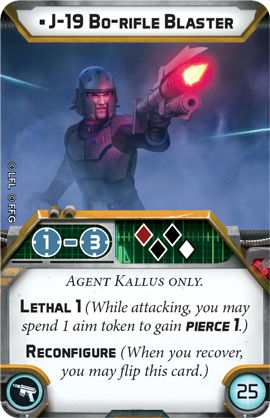 ▪ J-19 Bo-rifle Blaster
© LFL © FFG
1 – 3
Agent Kallus only.
Lethal 1 (While attacking, you may
spend 1 aim token to gain pierce 1.)
Reconfigure (When you recover,
you may flip this card.)
25